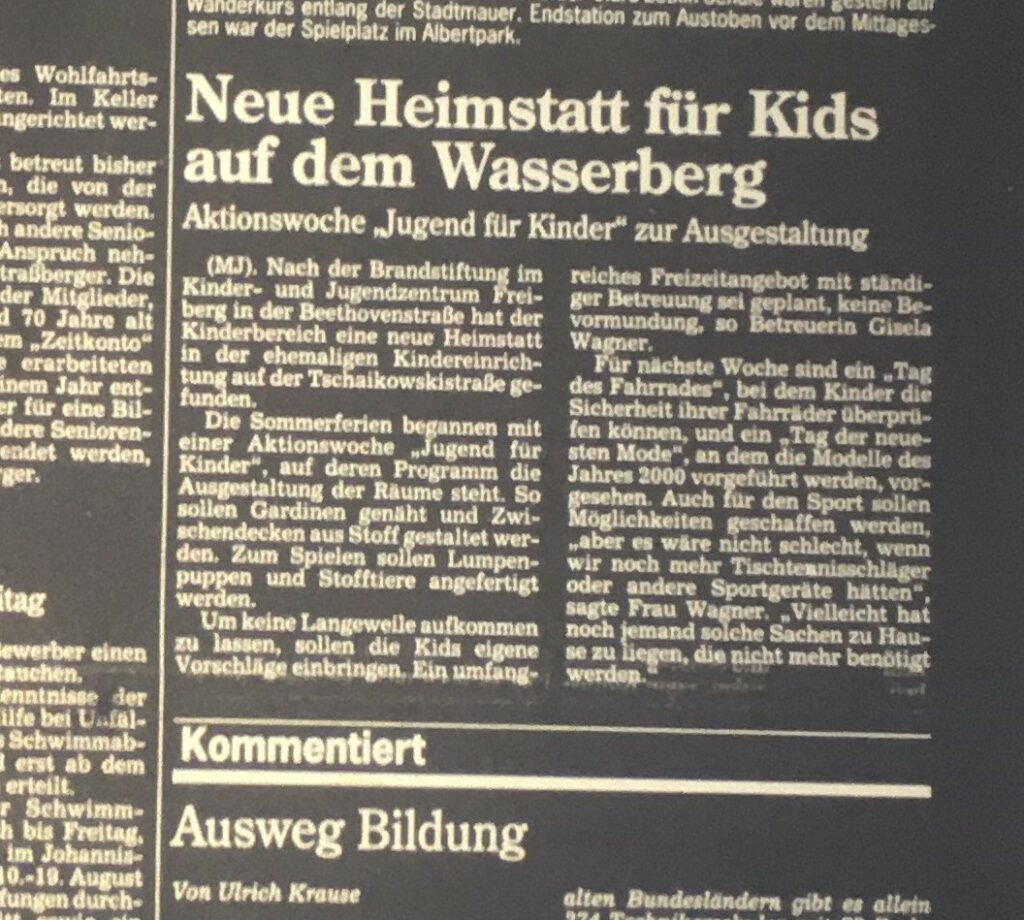 Wanderkurs entlang der Stadtmauer. Endstation zum Austoben vor dem Mittages-
sen war der Spielplatz im Albertpark.
es Wohlfahrts-
ten. Im Keller
ngerichtet wer-
betreut bisher
n, die von der
ersorgt werden.
h andere Senio-
Anspruch neh-
traßberger. Die
der Mitglieder,
d 70 Jahre alt
em „Zeitkonto“
e erarbeiteten
inem Jahr ent-
er für eine Bil-
dere Senioren-
endet werden,
ger.
itag
ewerber einen
tauchen.
enntnisse der
ilfe bei Unfäl-
s Schwimmab-
l erst ab dem
erteilt.
r Schwimm-
h bis Freitag,
im Johannis-
10.-19. August
fungen durch-
Neue Heimstatt für Kids
auf dem Wasserberg
Aktionswoche „Jugend für Kinder“ zur Ausgestaltung
(MJ). Nach der Brandstiftung im
Kinder- und Jugendzentrum Frei-
berg in der Beethovenstraße hat der
Kinderbereich eine neue Heimstatt
in der ehemaligen Kindereinrich-
tung auf der Tschaikowskistraße ge-
funden.
Die Sommerferien begannen mit
einer Aktionswoche „Jugend für
Kinder“, auf deren Programm die
Ausgestaltung der Räume steht. So
sollen Gardinen genäht und Zwi-
schendecken aus Stoff gestaltet wer-
den. Zum Spielen sollen Lumpen-
puppen und Stofftiere angefertigt
werden.
Um keine Langeweile aufkommen
zu lassen, sollen die Kids eigene
Vorschläge einbringen. Ein umfang-
reiches Freizeitangebot mit ständi-
ger Betreuung sei geplant, keine Be-
vormundung, so Betreuerin Gisela
Wagner.
Für nächste Woche sind ein „Tag
des Fahrrades“, bei dem Kinder die
Sicherheit ihrer Fahrräder überprü-
fen können, und ein „Tag der neue-
sten Mode“, an dem die Modelle des
Jahres 2000 vorgeführt werden, vor-
gesehen. Auch für den Sport sollen
Möglichkeiten geschaffen werden,
„aber es wäre nicht schlecht, wenn
wir noch mehr Tischtennisschläger
oder andere Sportgeräte hätten“,
sagte Frau Wagner. „Vielleicht hat
noch jemand solche Sachen zu Hau-
se zu liegen, die nicht mehr benötigt
werden.“
Kommentiert
Ausweg Bildung
Von Ulrich Krause
alten Bundesländern gibt es allein